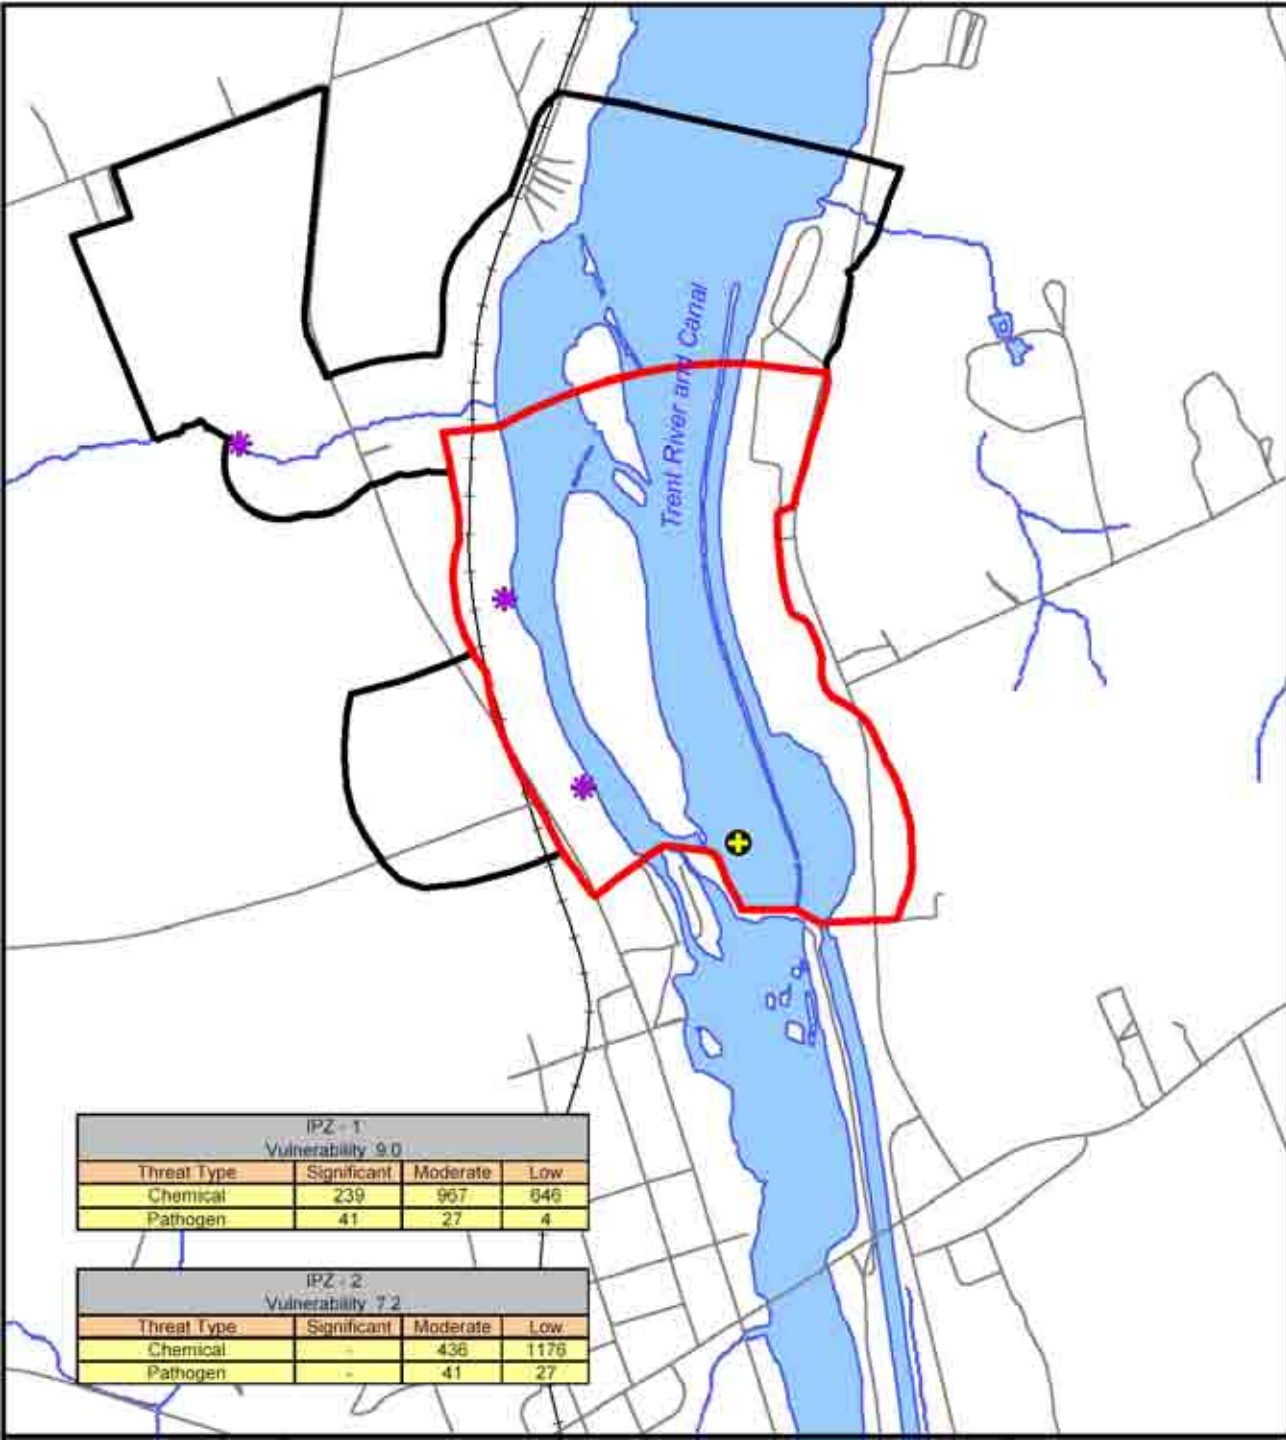 Trent River and Canal
IPZ - 1
Vulnerability 9.0
Threat Type Significant Moderate Low
Chemical 239 967 646
Pathogen 41 27 4
IPZ - 2
Vulnerability 7.2
Threat Type Significant Moderate Low
Chemical - 436 1176
Pathogen - 41 27